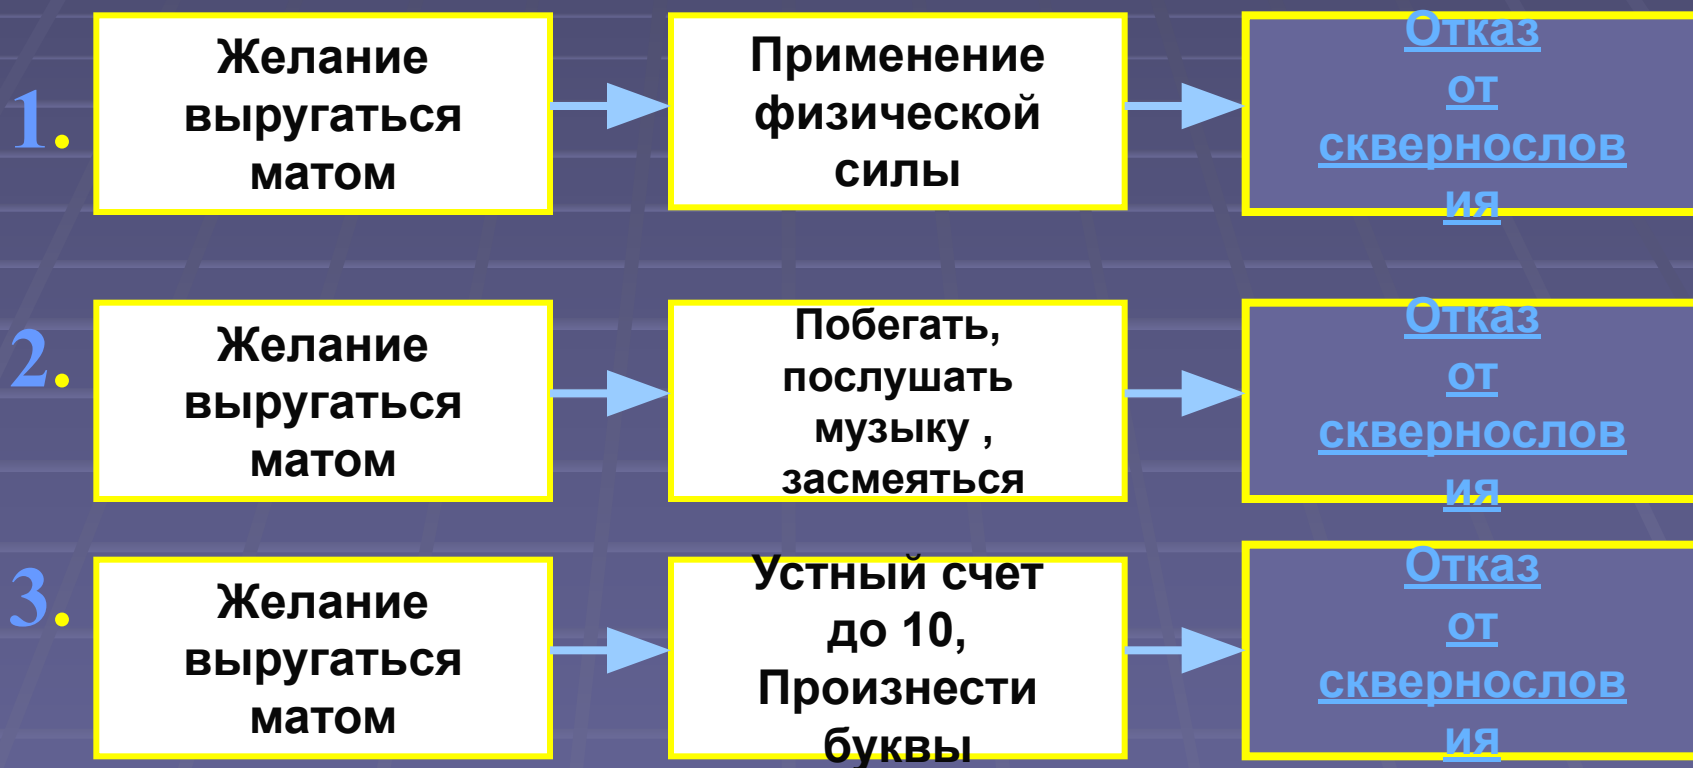 1.
Желание
выругаться
матом
Применение
физической
силы
Отказ
от
сквернослов
ия
2.
Желание
выругаться
матом
Побегать,
послушать
музыку ,
засмеяться
Отказ
от
сквернослов
ия
3.
Желание
выругаться
матом
Устный счет
до 10,
Произнести
буквы
Отказ
от
сквернослов
ия